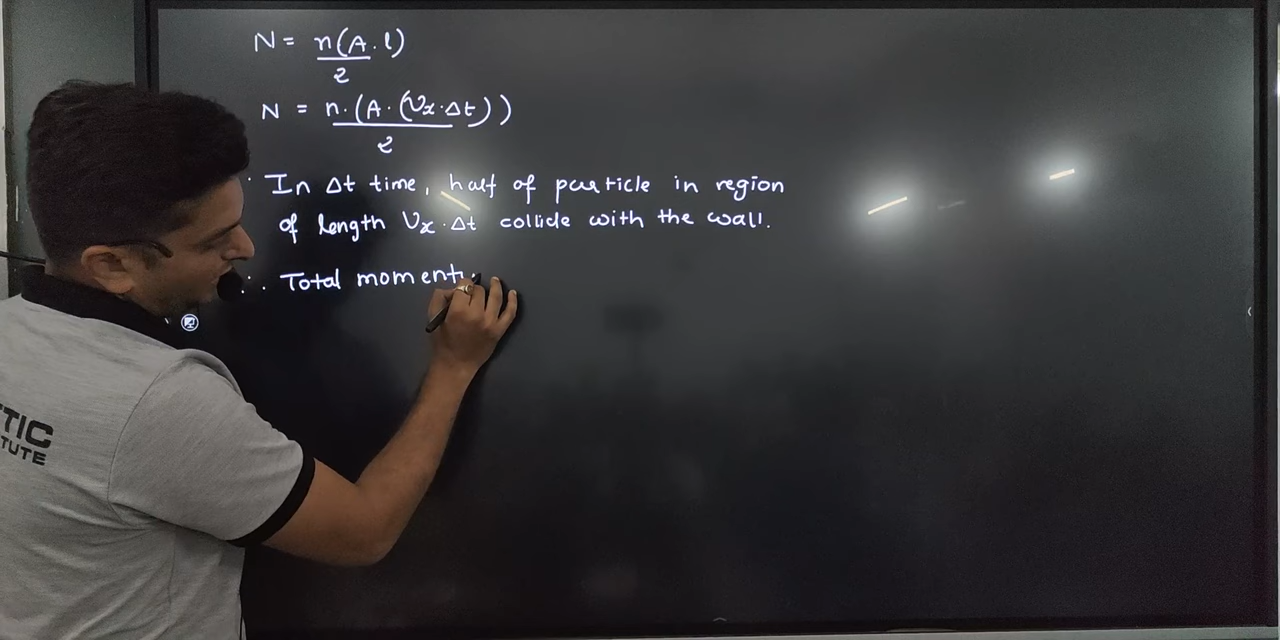 N = n(A.l)
2
N = n.(A.(Vx.Δt))
2
In Δt time, half of particle in region
of length Vx.Δt collide with the wall.
∴ Total moment
TIC
TUTE